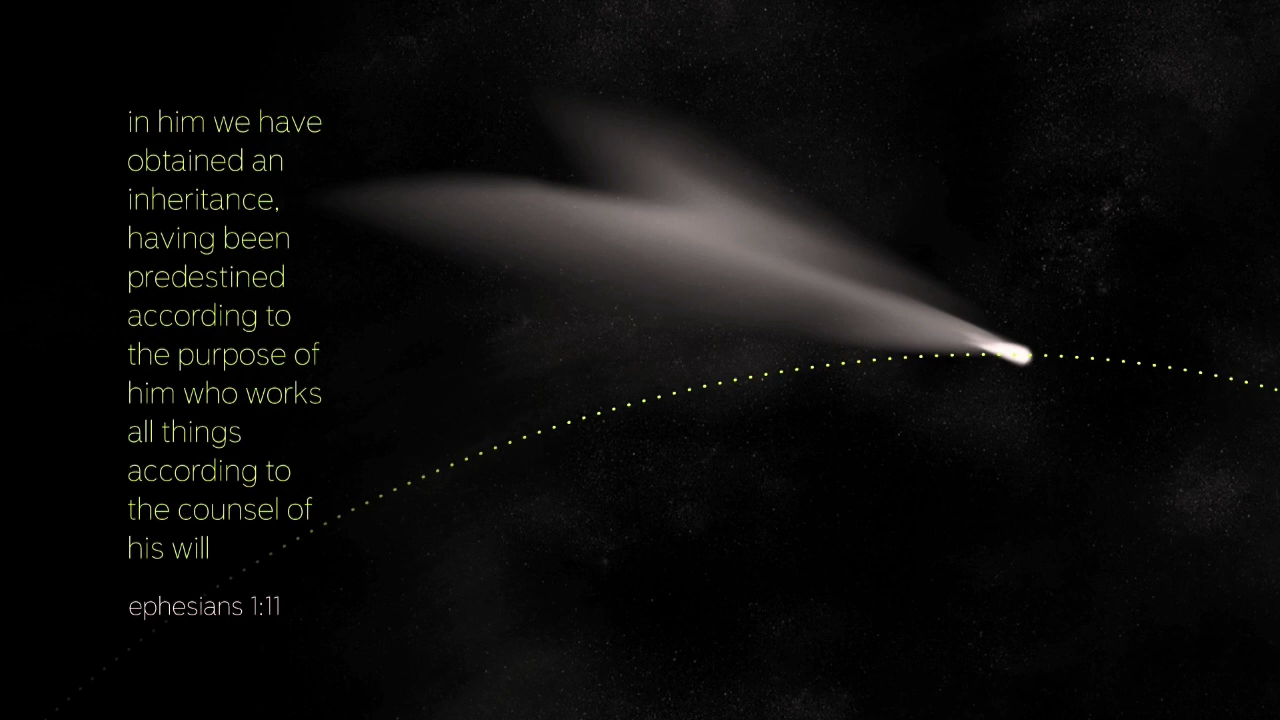 in him we have
obtained an
inheritance,
having been
predestined
according to
the purpose of
him who works
all things
according to
the counsel of
his will
ephesians 1:11